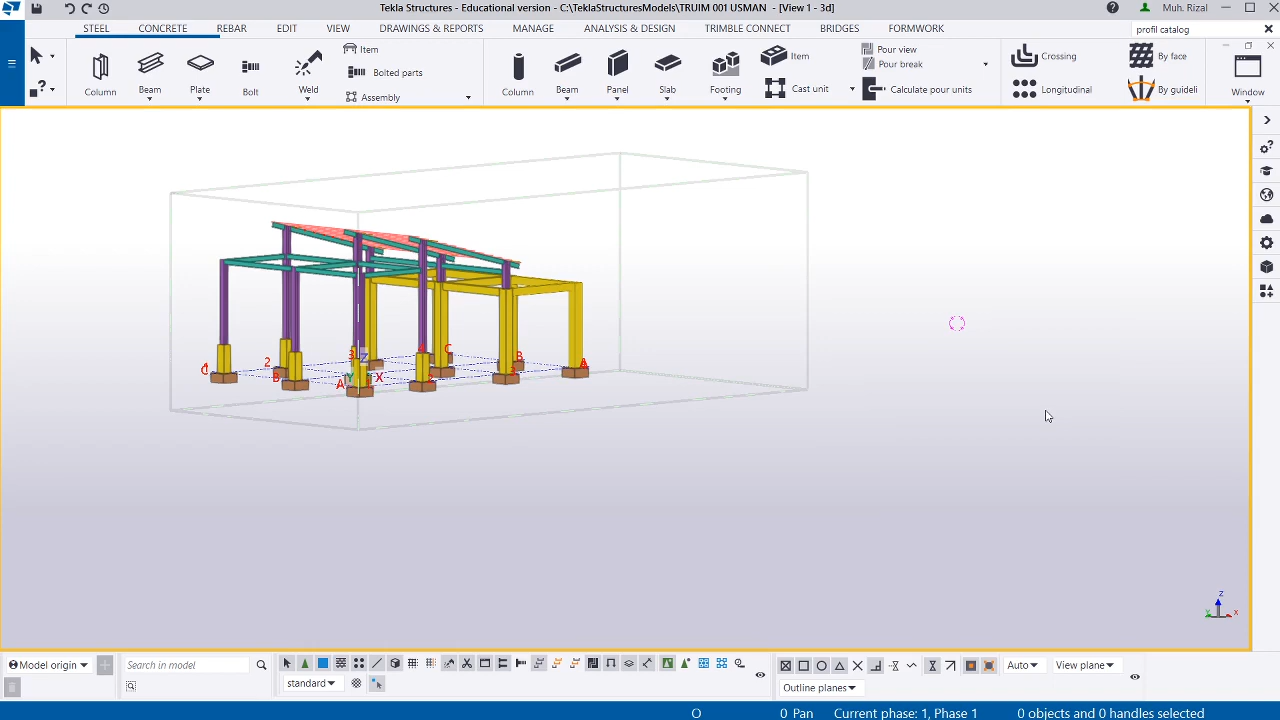 Tekla Structures - Educational version - C:\TeklaStructuresModels\TRUINUL USMAN - [View 1 - 3d]
Muh. Rizal
STEEL CONCRETE REBAR EDIT VIEW DRAWINGS & REPORTS MANAGE ANALYSIS & DESIGN TRIMBLE CONNECT BRIDGES FORMWORK
profil catalog
Column Beam Plate Bolt Weld
Item
Bolted parts
Assembly
Column Beam Panel Slab Footing
Item
Cast unit
Pour view
Pour break
Calculate pour units
Crossing
Longitudinal
By face
By guideli
Window
C
2
B
3
A
Z
Y
X
C
B
A
z
y
x
Model origin
Search in model
standard
Auto
View plane
Outline planes
O 0 Pan Current phase: 1, Phase 1 0 objects and 0 handles selected